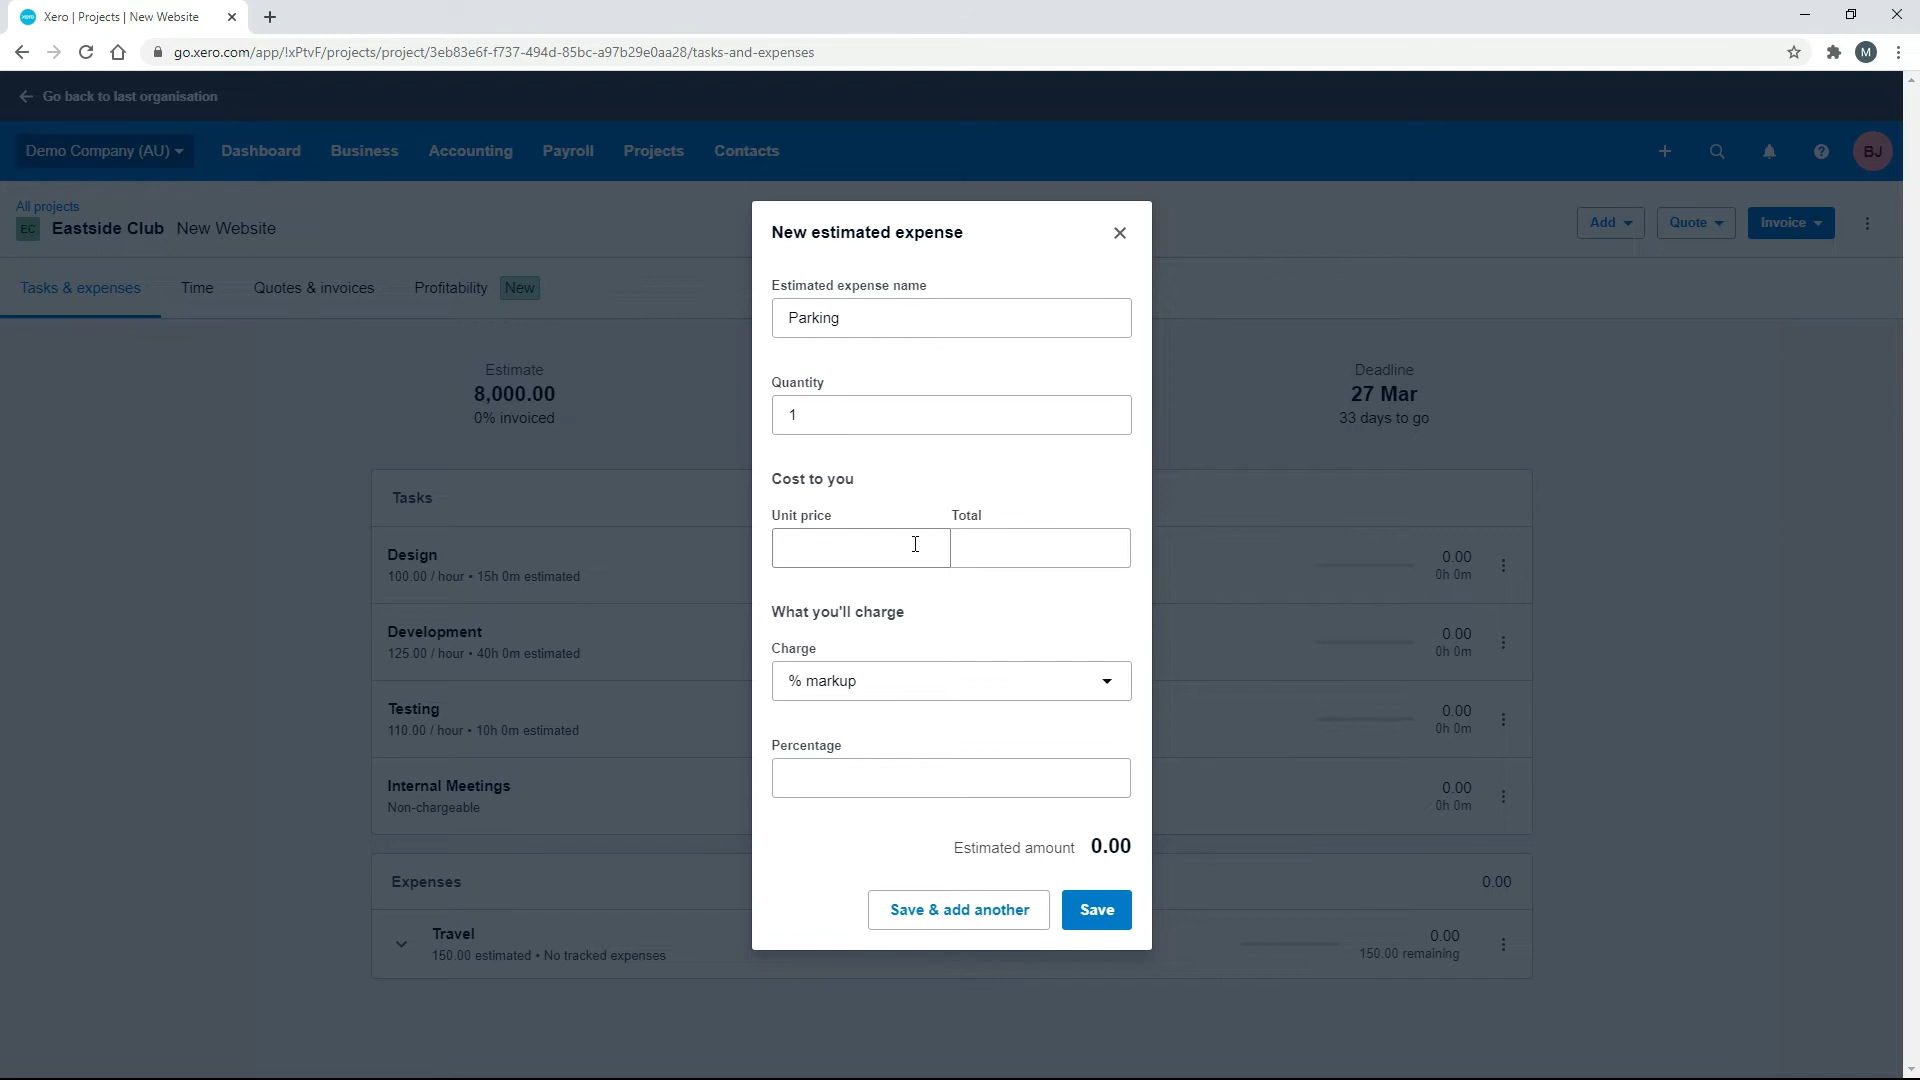 Xero | Projects | New Website
go.xero.com/app/!xPtvF/projects/project/3eb83e6f-f737-494d-85bc-a97b29e0aa28/tasks-and-expenses
M
Go back to last organisation
Demo Company (AU)
Dashboard
Business
Accounting
Payroll
Projects
Contacts
BJ
All projects
EC
Eastside Club New Website
Add
Quote
Invoice
Tasks & expenses
Time
Quotes & invoices
Profitability
New
Estimate
8,000.00
0% invoiced
Deadline
27 Mar
33 days to go
Tasks
Design
100.00 / hour • 15h 0m estimated
0.00
0h 0m
Development
125.00 / hour • 40h 0m estimated
0.00
0h 0m
Testing
110.00 / hour • 10h 0m estimated
0.00
0h 0m
Internal Meetings
Non-chargeable
0.00
0h 0m
Expenses
0.00
Travel
150.00 estimated • No tracked expenses
0.00
150.00 remaining
New estimated expense
Estimated expense name
Parking
Quantity
1
Cost to you
Unit price
Total
What you'll charge
Charge
% markup
Percentage
Estimated amount 0.00
Save & add another
Save